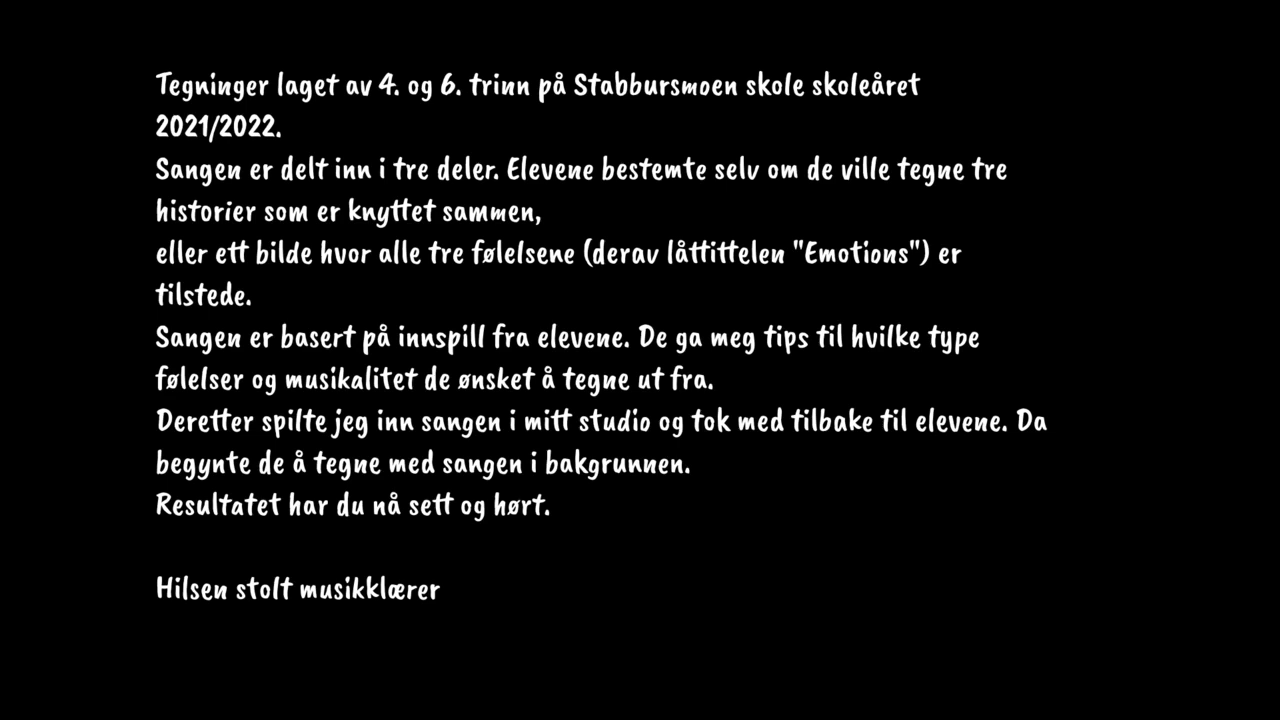 Tegninger laget av 4. og 6. trinn på Stabbursmoen skole skoleåret
2021/2022.
Sangen er delt inn i tre deler. Elevene bestemte selv om de ville tegne tre
historier som er knyttet sammen,
eller ett bilde hvor alle tre følelsene (derav låttittelen "Emotions") er
tilstede.
Sangen er basert på innspill fra elevene. De ga meg tips til hvilke type
følelser og musikalitet de ønsket å tegne ut fra.
Deretter spilte jeg inn sangen i mitt studio og tok med tilbake til elevene. Da
begynte de å tegne med sangen i bakgrunnen.
Resultatet har du nå sett og hørt.
Hilsen stolt musikklærer